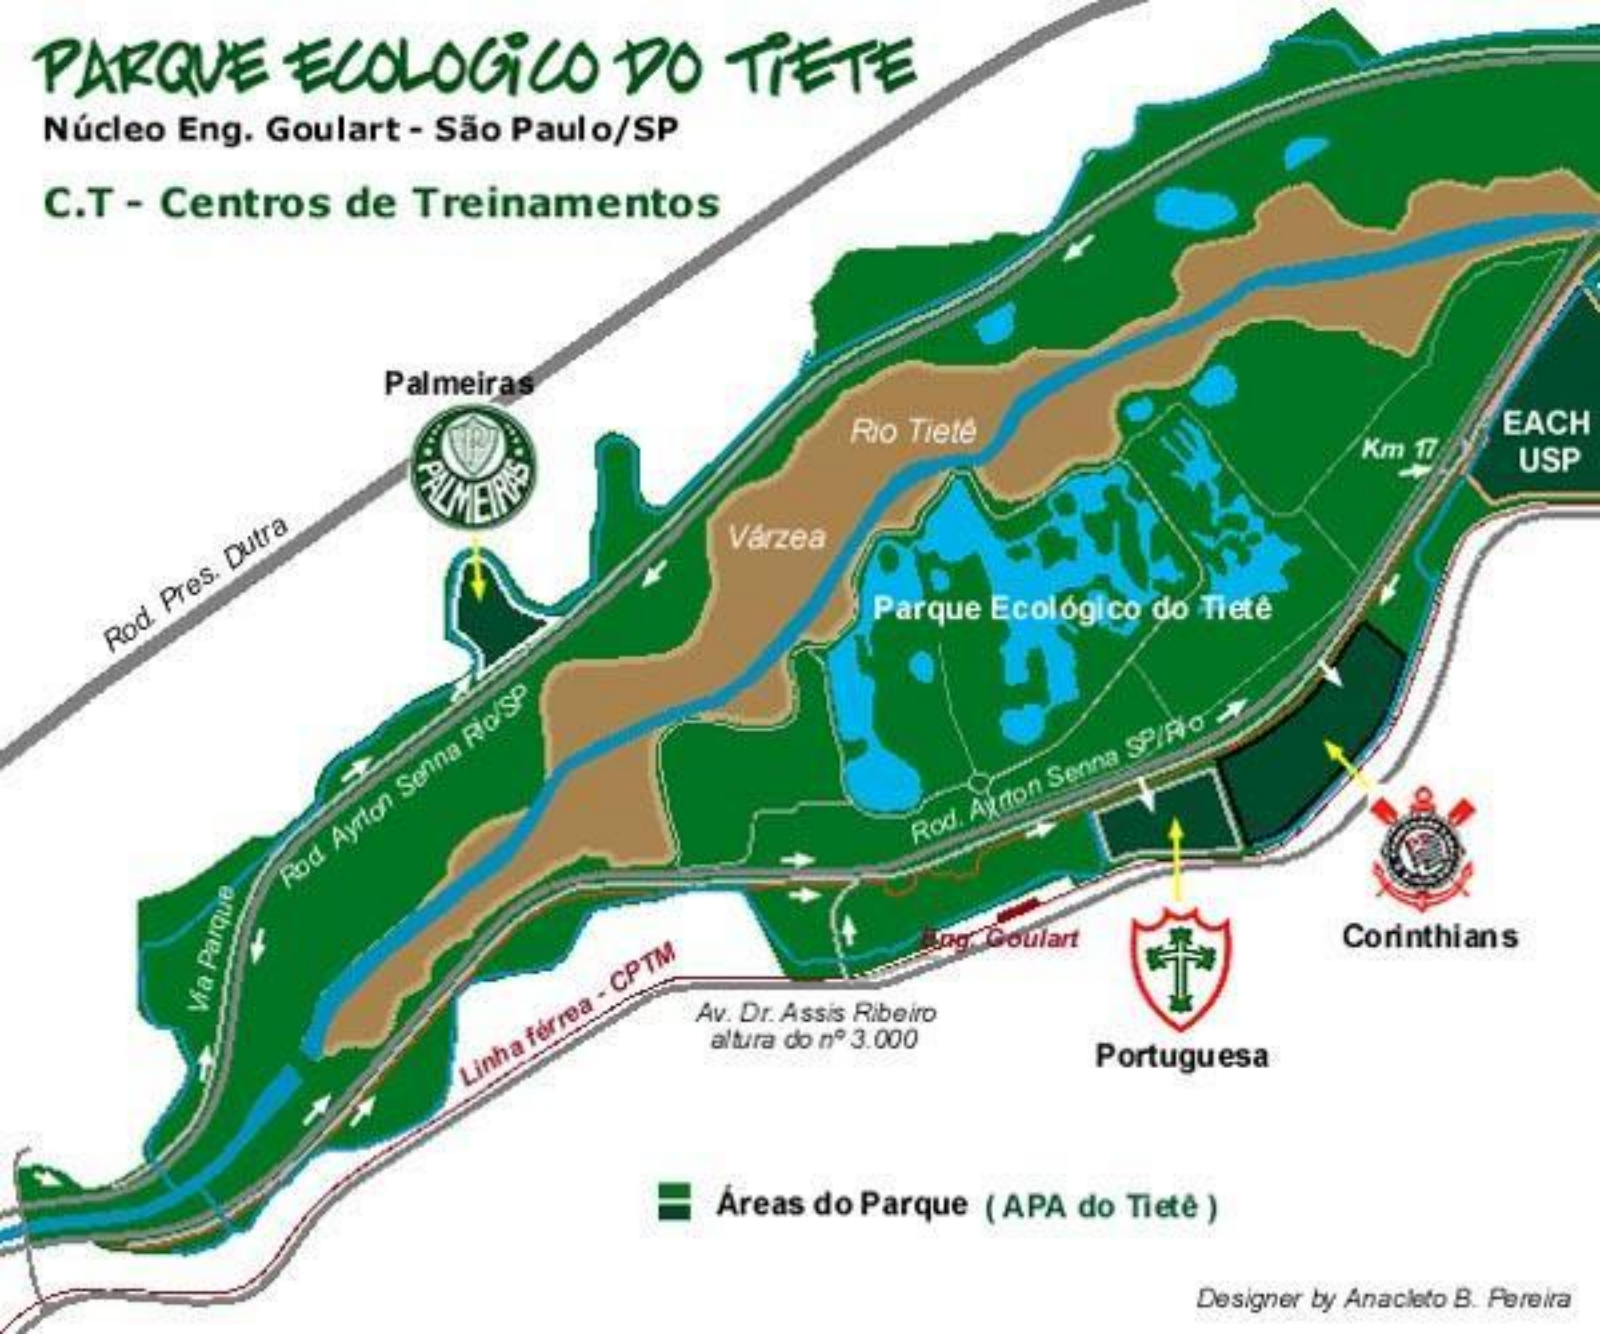 PARQUE ECOLOGICO DO TIETE
Núcleo Eng. Goulart - São Paulo/SP
C.T - Centros de Treinamentos
Palmeiras
PALMEIRAS
Rod. Pres. Dutra
Rio Tietê
Várzea
Km 17
EACH
USP
Parque Ecológico do Tietê
Rod. Ayrton Senna Rio/SP
Rod. Ayrton Senna SP/Rio
Via Parque
Eng. Goulart
Corinthians
Linha férrea - CPTM
Av. Dr. Assis Ribeiro
altura do nº 3.000
Portuguesa
Áreas do Parque ( APA do Tietê )
Designer by Anacleto B. Pereira